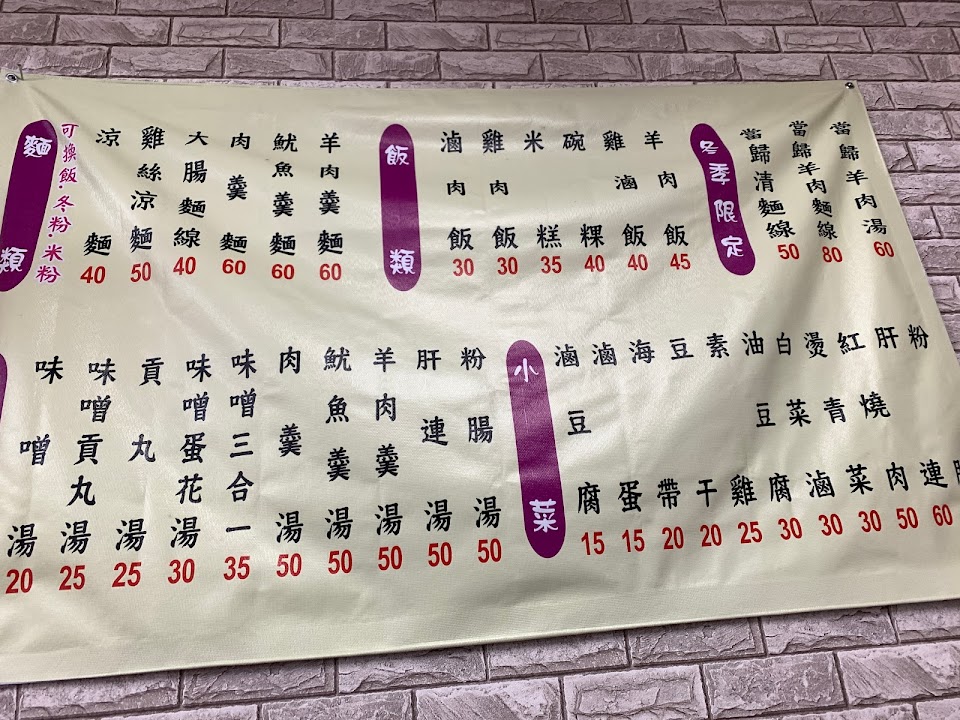 麵類
可換飯.冬粉.米粉
涼麵 40
雞絲涼麵 50
大腸麵線 40
肉羹麵 60
魷魚羹麵 60
羊肉羹麵 60
飯類
滷肉飯 30
雞肉飯 30
米糕 35
碗粿 40
雞滷飯 40
羊肉飯 45
冬季限定
當歸清麵線 50
當歸羊肉麵線 80
當歸羊肉湯 60
味噌湯 20
味噌貢丸湯 25
貢丸湯 25
味噌蛋花湯 30
味噌三合一 35
肉羹湯 50
魷魚羹湯 50
羊肉羹湯 50
肝連湯 50
粉腸湯 50
小菜
滷豆腐 15
滷蛋 15
海帶 20
豆干 20
素雞 25
油豆腐 30
白菜滷 30
燙青菜 30
紅燒肉 50
肝連 60
粉